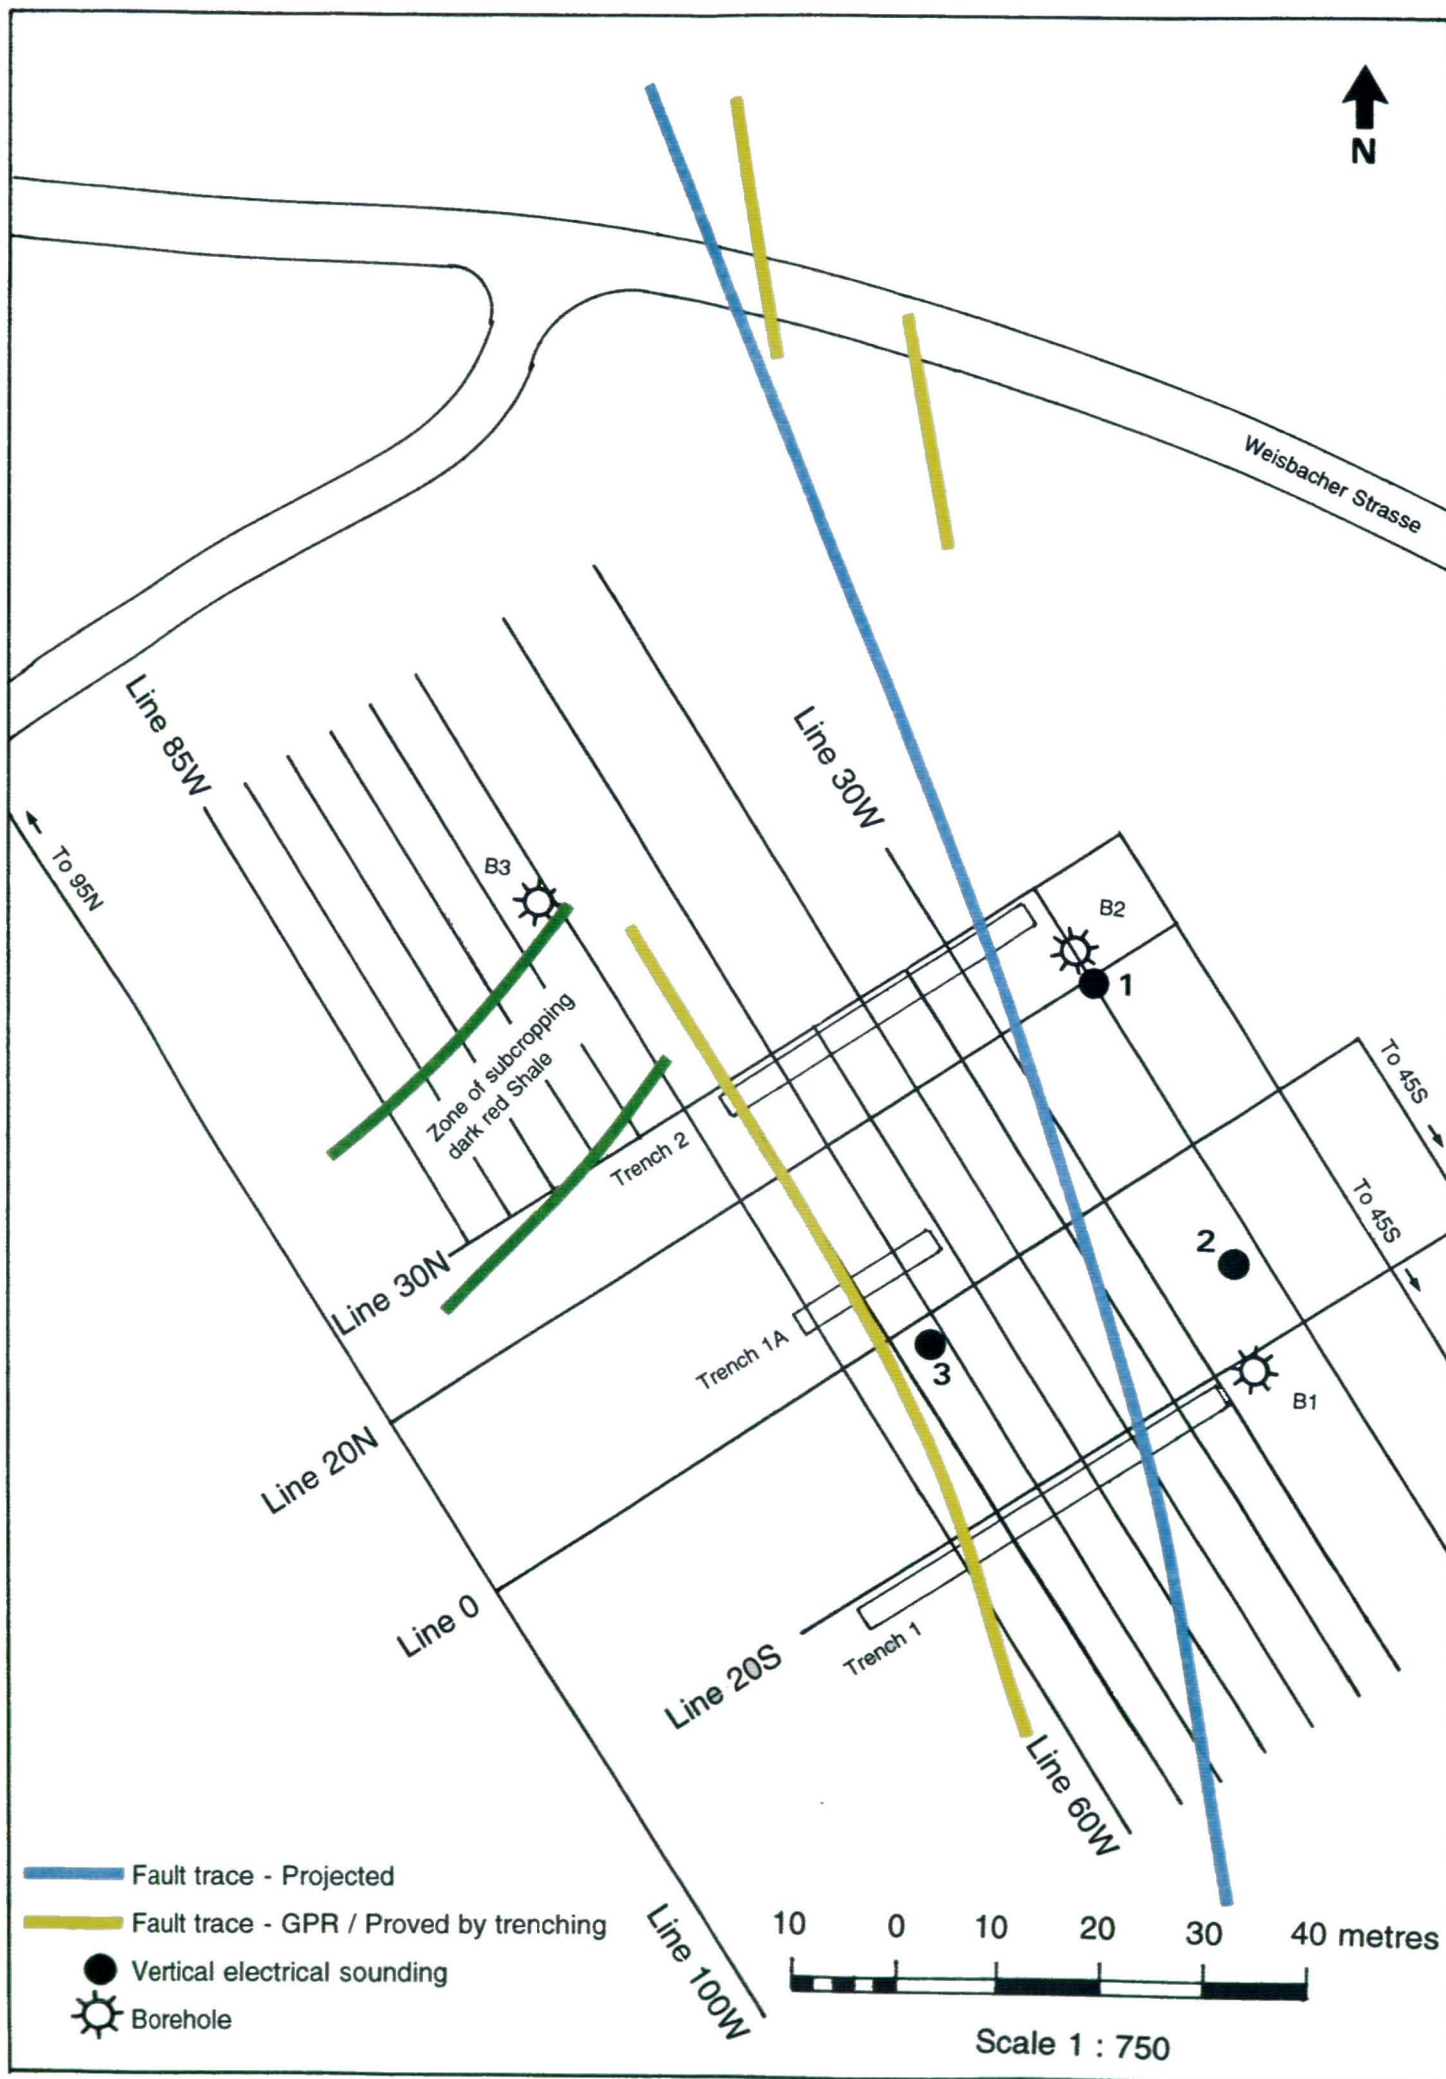 N
Weisbacher Strasse
Line 85W
Line 30W
To 95N
B3
B2
1
Zone of subcropping
dark red Shale
To 45S
Trench 2
To 45S
2
Line 30N
Trench 1A
3
B1
Line 20N
Line 0
Trench 1
Line 20S
Line 60W
Fault trace - Projected
Fault trace - GPR / Proved by trenching
Vertical electrical sounding
Borehole
Line 100W
10 0 10 20 30 40 metres
Scale 1 : 750